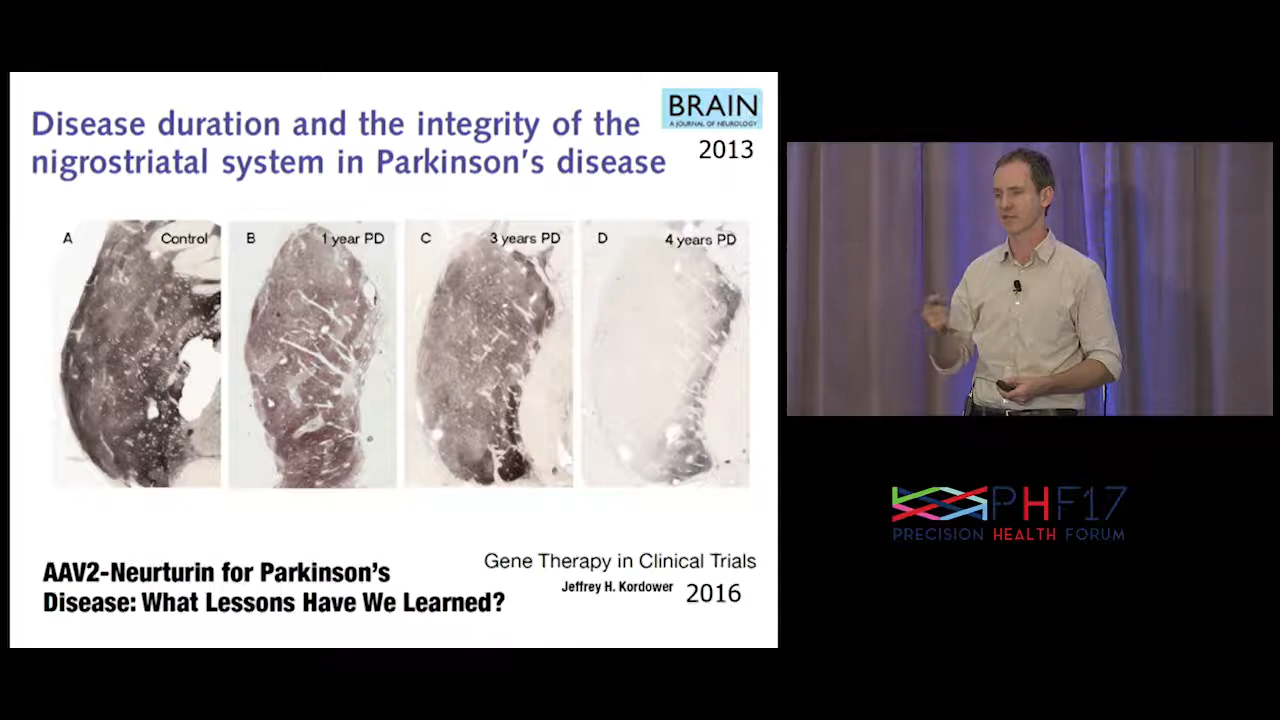 Disease duration and the integrity of the
nigrostriatal system in Parkinson's disease
BRAIN
A JOURNAL OF NEUROLOGY
2013
A Control
B 1 year PD
C 3 years PD
D 4 years PD
AAV2-Neurturin for Parkinson's
Disease: What Lessons Have We Learned?
Gene Therapy in Clinical Trials
Jeffrey H. Kordower
2016
PHF17
PRECISION HEALTH FORUM